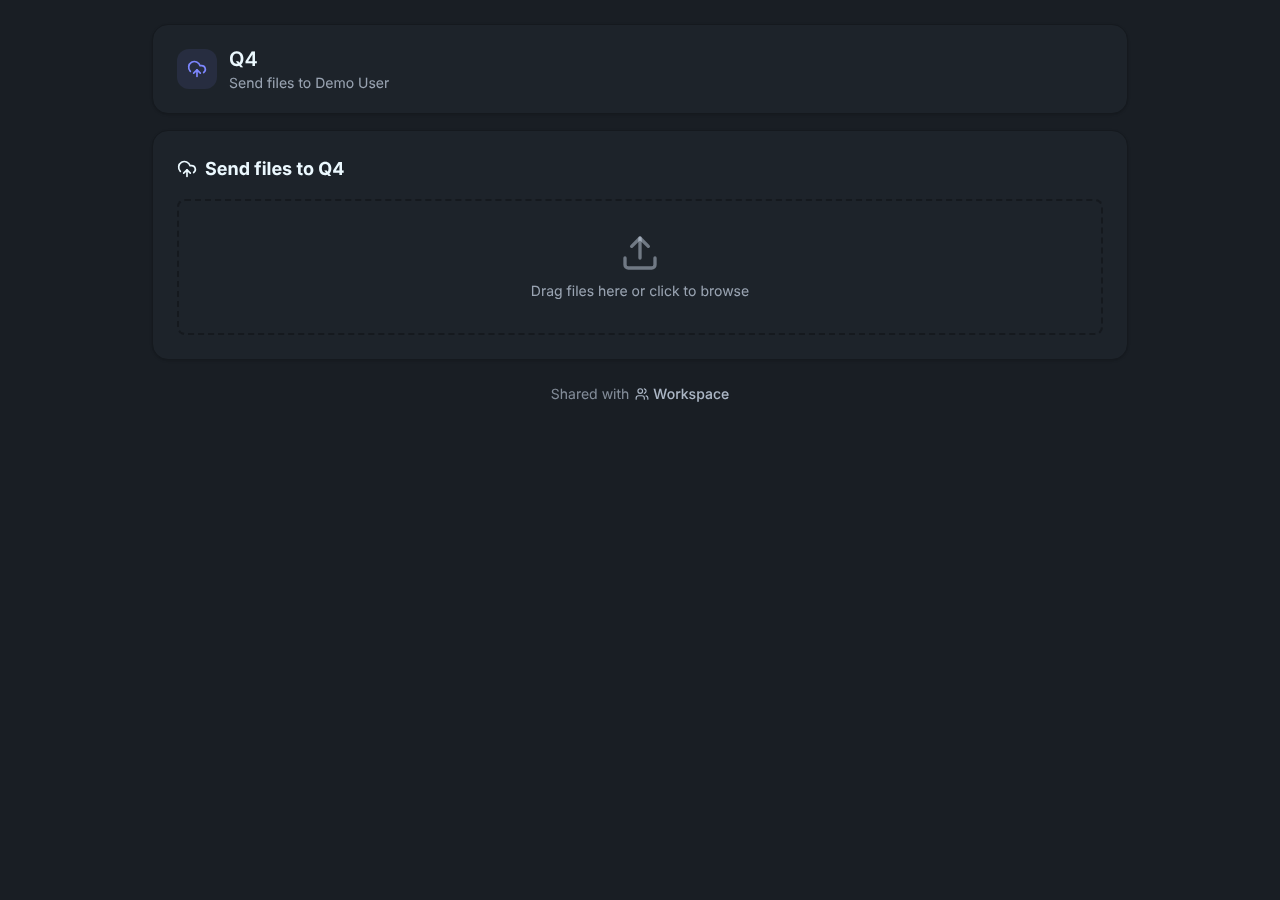 Q4
Send files to Demo User
Send files to Q4
Drag files here or click to browse
Shared with Workspace